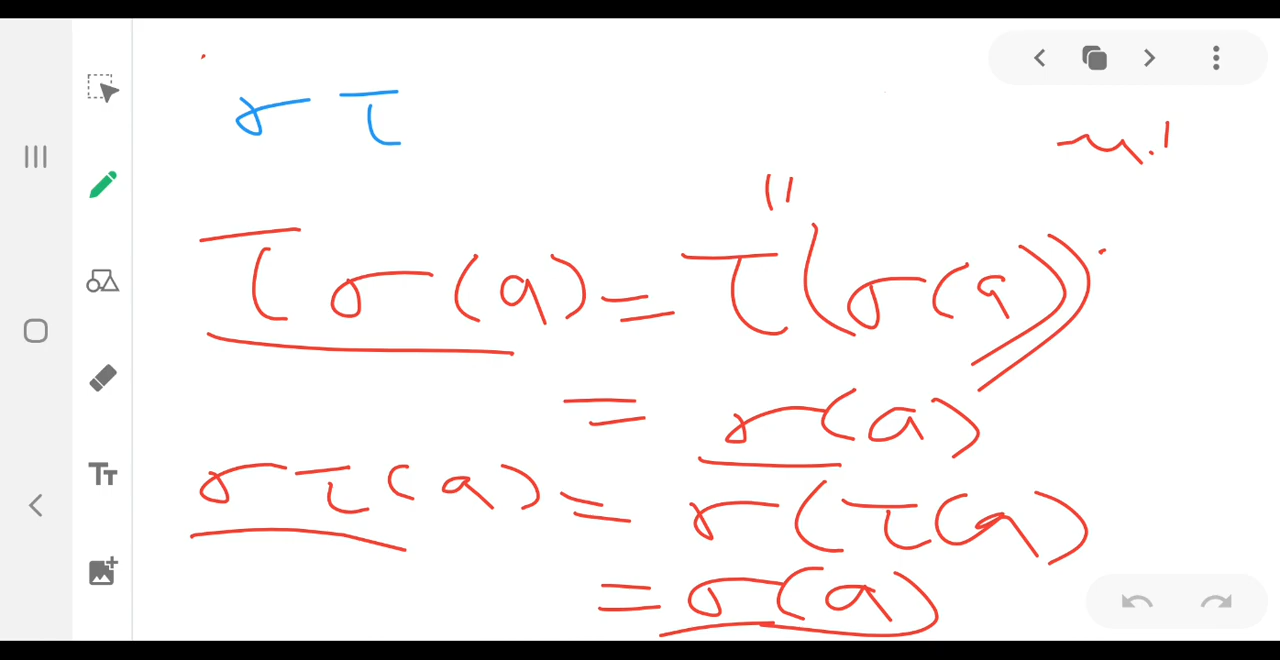 σ τ
τσ(a) = τ(σ(a))
= σ(a)
στ(a) = σ(τ(a)
= σ(a)